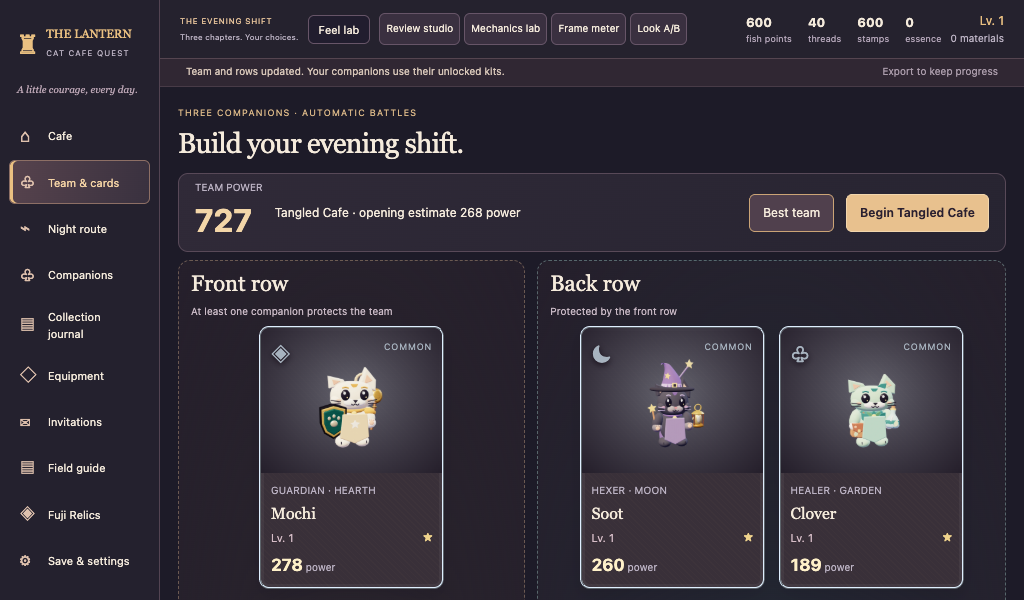 THE LANTERN
CAT CAFE QUEST
A little courage, every day.
Cafe
Team & cards
Night route
Companions
Collection
journal
Equipment
Invitations
Field guide
Fuji Relics
Save & settings
THE EVENING SHIFT
Three chapters. Your choices.
Feel lab
Review studio
Mechanics lab
Frame meter
Look A/B
600
fish points
40
threads
600
stamps
0
essence
Lv. 1
0 materials
Team and rows updated. Your companions use their unlocked kits.
Export to keep progress
THREE COMPANIONS · AUTOMATIC BATTLES
Build your evening shift.
TEAM POWER
727
Tangled Cafe · opening estimate 268 power
Best team
Begin Tangled Cafe
Front row
At least one companion protects the team
COMMON
GUARDIAN · HEARTH
Mochi
Lv. 1
278 power
Back row
Protected by the front row
COMMON
HEXER · MOON
Soot
Lv. 1
260 power
COMMON
HEALER · GARDEN
Clover
Lv. 1
189 power